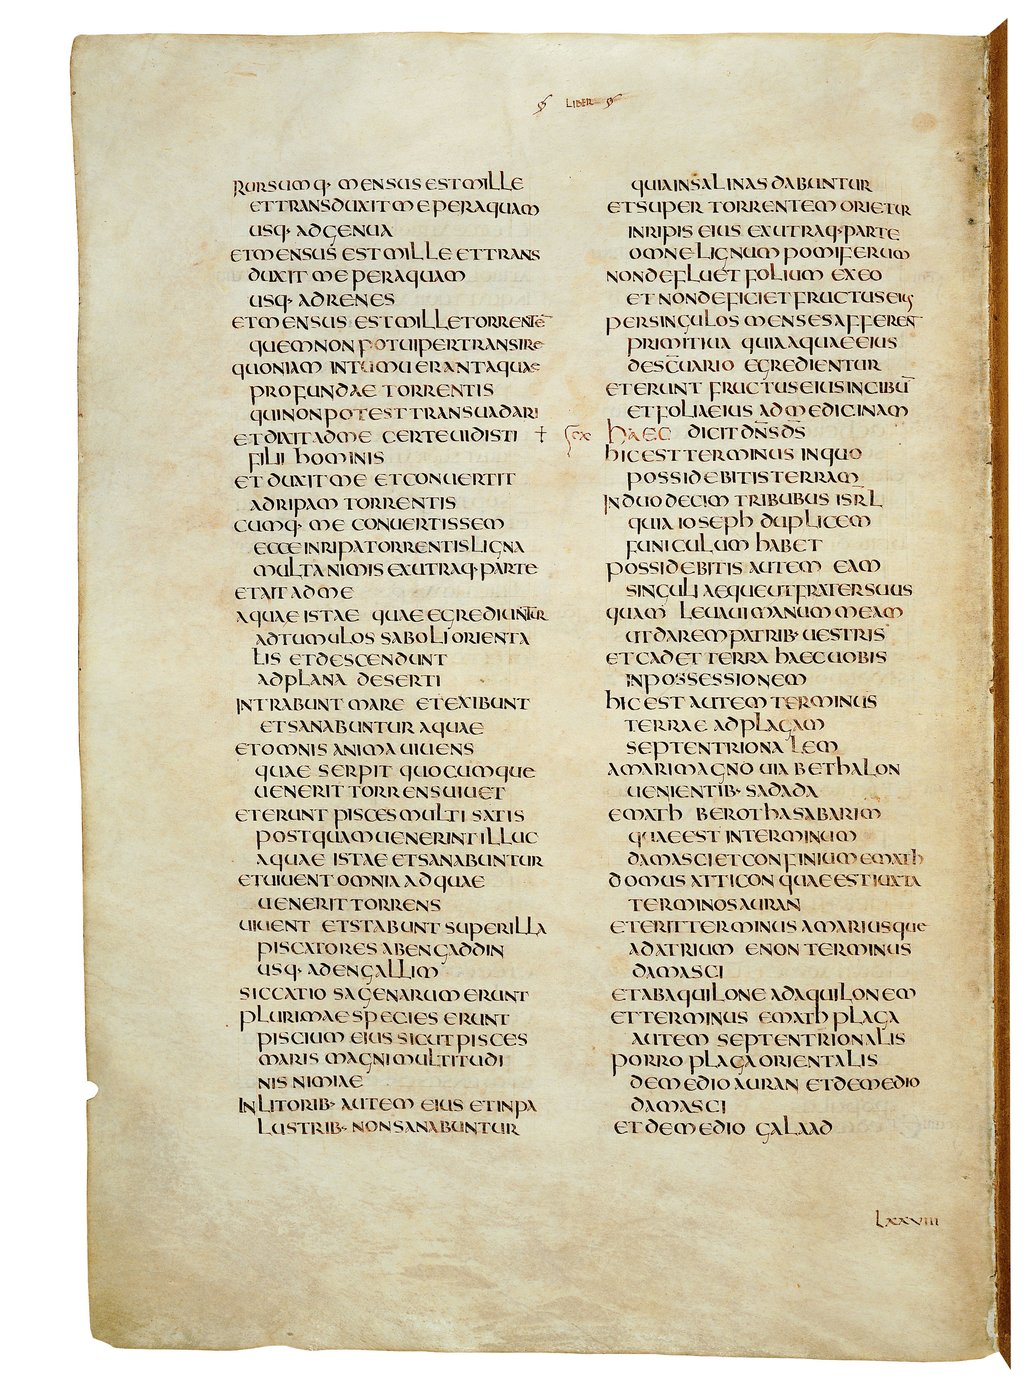 LIBER
RURSUMQ· MENSUS EST MILLE
ET TRANSDUXIT ME PER AQUAM
USQ· AD GENUA
ET MENSUS EST MILLE ET TRANS
DUXIT ME PER AQUAM
USQ· AD RENES
ET MENSUS EST MILLE TORRENTĒ
QUEM NON POTUI PERTRANSIRE
QUONIAM INTUMUERANT AQUAE
PROFUNDAE TORRENTIS
QUI NON POTEST TRANSUADARI
ET DIXIT AD ME CERTE UIDISTI
FILI HOMINIS
ET DUXIT ME ET CONUERTIT
AD RIPAM TORRENTIS
CUMQ· ME CONUERTISSEM
ECCE IN RIPA TORRENTIS LIGNA
MULTA NIMIS EX UTRAQ· PARTE
ET AIT AD ME
AQUAE ISTAE QUAE EGREDIUNTUR
AD TUMULOS SABOLI ORIENTA
LIS ET DESCENDUNT
AD PLANA DESERTI
INTRABUNT MARE ET EXIBUNT
ET SANABUNTUR AQUAE
ET OMNIS ANIMA UIUENS
QUAE SERPIT QUOCUMQUE
UENERIT TORRENS UIUET
ET ERUNT PISCES MULTI SATIS
POSTQUAM UENERINT ILLUC
AQUAE ISTAE ET SANABUNTUR
ET UIUENT OMNIA AD QUAE
UENERIT TORRENS
UIUENT ET STABUNT SUPER ILLA
PISCATORES AB ENGADDIN
USQ· AD ENGALLIM
SICCATIO SAGENARUM ERUNT
PLURIMAE SPECIES ERUNT
PISCIUM EIUS SICUT PISCES
MARIS MAGNI MULTITUDI
NIS NIMIAE
IN LITORIB· AUTEM EIUS ET IN PA
LUSTRIB· NON SANABUNTUR
QUIA IN SALINAS DABUNTUR
ET SUPER TORRENTEM ORIETUR
IN RIPIS EIUS EX UTRAQ· PARTE
OMNE LIGNUM POMIFERUM
NON DEFLUET FOLIUM EX EO
ET NON DEFICIET FRUCTUS EIUS
PER SINGULOS MENSES AFFERENT
PRIMITIUA QUIA AQUAE EIUS
DE SC̄UARIO EGREDIENTUR
ET ERUNT FRUCTUS EIUS IN CIBŪ
ET FOLIA EIUS AD MEDICINAM
HAEC DICIT DN̄S D̄S
HIC EST TERMINUS IN QUO
POSSIDEBITIS TERRAM
IN DUODECIM TRIBUBUS ISRL̄
QUIA IOSEPH DUPLICEM
FUNICULUM HABET
POSSIDEBITIS AUTEM EAM
SINGULI AEQUE UT FRATER SUUS
QUAM LEUAUI MANUM MEAM
UT DAREM PATRIB· UESTRIS
ET CADET TERRA HAEC UOBIS
IN POSSESSIONEM
HIC EST AUTEM TERMINUS
TERRAE AD PLAGAM
SEPTENTRIONALEM
A MARI MAGNO UIA BETHALON
UENIENTIB· SADADA
EMATH BEROTHA SABARIM
QUAE EST INTER MINUM
DAMASCI ET CONFINIUM EMATH
DOMUS ATTICON QUAE EST IUXTA
TERMINOS AURAN
ET ERIT TERMINUS A MARI USQUE
AD ATRIUM ENON TERMINUS
DAMASCI
ET AB AQUILONE AD AQUILONEM
ET TERMINUS EMATH PLAGA
AUTEM SEPTENTRIONALIS
PORRO PLAGA ORIENTALIS
DE MEDIO AURAN ET DE MEDIO
DAMASCI
ET DE MEDIO GALAAD
LXXVIII